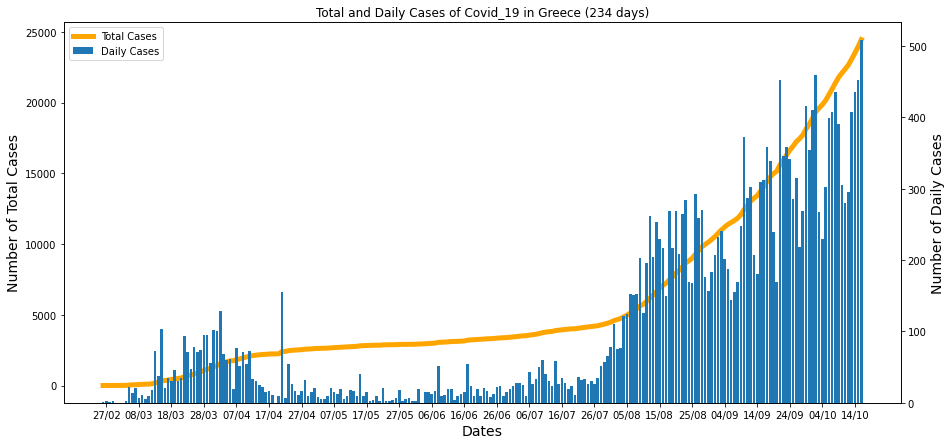 Total and Daily Cases of Covid_19 in Greece (234 days)
Total Cases
Daily Cases
Number of Total Cases
25000
20000
15000
10000
5000
0
Number of Daily Cases
500
400
300
200
100
0
27/02 08/03 18/03 28/03 07/04 17/04 27/04 07/05 17/05 27/05 06/06 16/06 26/06 06/07 16/07 26/07 05/08 15/08 25/08 04/09 14/09 24/09 04/10 14/10
Dates